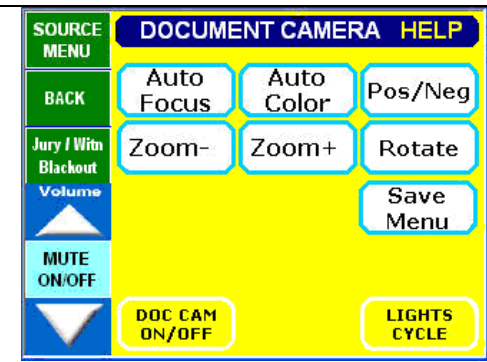 SOURCE
MENU
DOCUMENT CAMERA HELP
BACK
Auto
Focus
Auto
Color
Pos/Neg
Jury / Witn
Blackout
Zoom-
Zoom+
Rotate
Volume
Save
Menu
MUTE
ON/OFF
DOC CAM
ON/OFF
LIGHTS
CYCLE